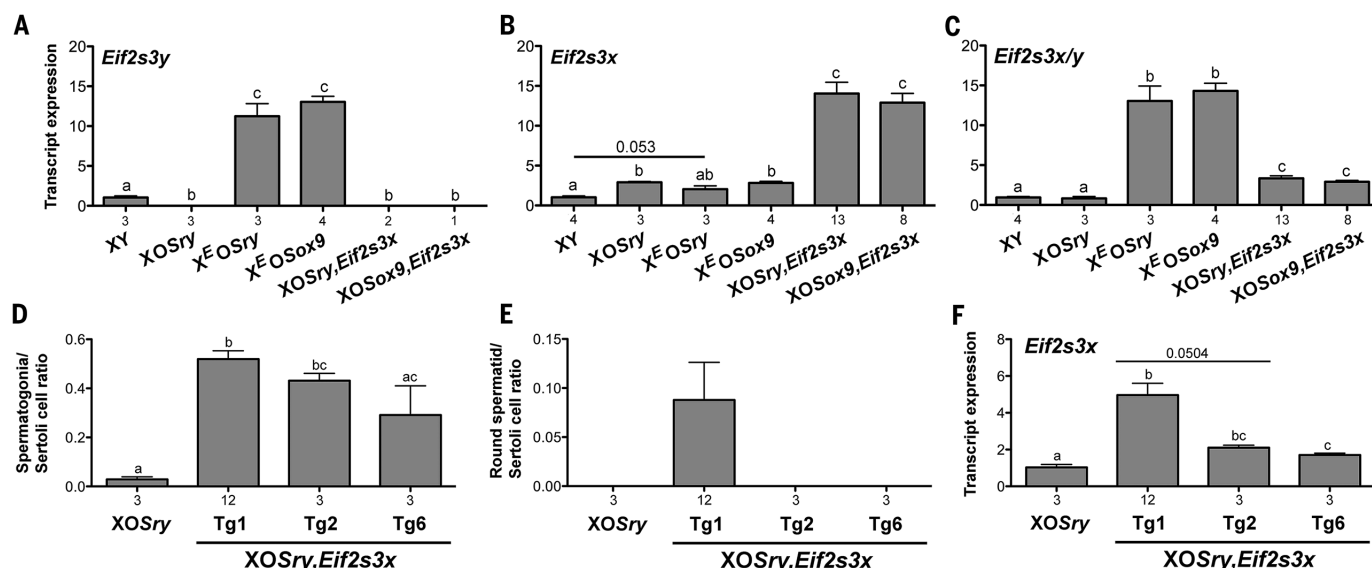 A
Eif2s3y
Transcript expression
20
15
10
5
0
a
b
c
c
b
b
3
3
3
4
2
1
XY
XOSry
XᴱOSry
XᴱOSox9
XOSry,Eif2s3x
XOSox9,Eif2s3x
B
Eif2s3x
20
15
10
5
0
0.053
a
b
ab
b
c
c
4
3
3
4
13
8
XY
XOSry
XᴱOSry
XᴱOSox9
XOSry,Eif2s3x
XOSox9,Eif2s3x
C
Eif2s3x/y
20
15
10
5
0
a
a
b
b
c
c
4
3
3
4
13
8
XY
XOSry
XᴱOSry
XᴱOSox9
XOSry,Eif2s3x
XOSox9,Eif2s3x
D
Spermatogonia/
Sertoli cell ratio
0.6
0.4
0.2
0.0
a
b
bc
ac
3
12
3
3
XOSry
Tg1
Tg2
Tg6
XOSry,Eif2s3x
E
Round spermatid/
Sertoli cell ratio
0.15
0.10
0.05
0.00
3
12
3
3
XOSry
Tg1
Tg2
Tg6
XOSry,Eif2s3x
F
Eif2s3x
Transcript expression
8
6
4
2
0
0.0504
a
b
bc
c
3
12
3
3
XOSry
Tg1
Tg2
Tg6
XOSry,Eif2s3x